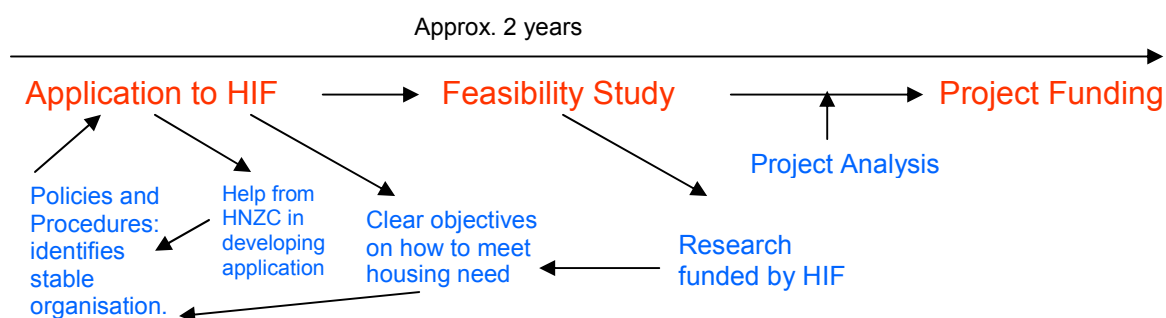 Approx. 2 years
Application to HIF
Feasibility Study
Project Funding
Project Analysis
Policies and
Procedures:
identifies
stable
organisation.
Help from
HNZC in
developing
application
Clear objectives
on how to meet
housing need
Research
funded by HIF